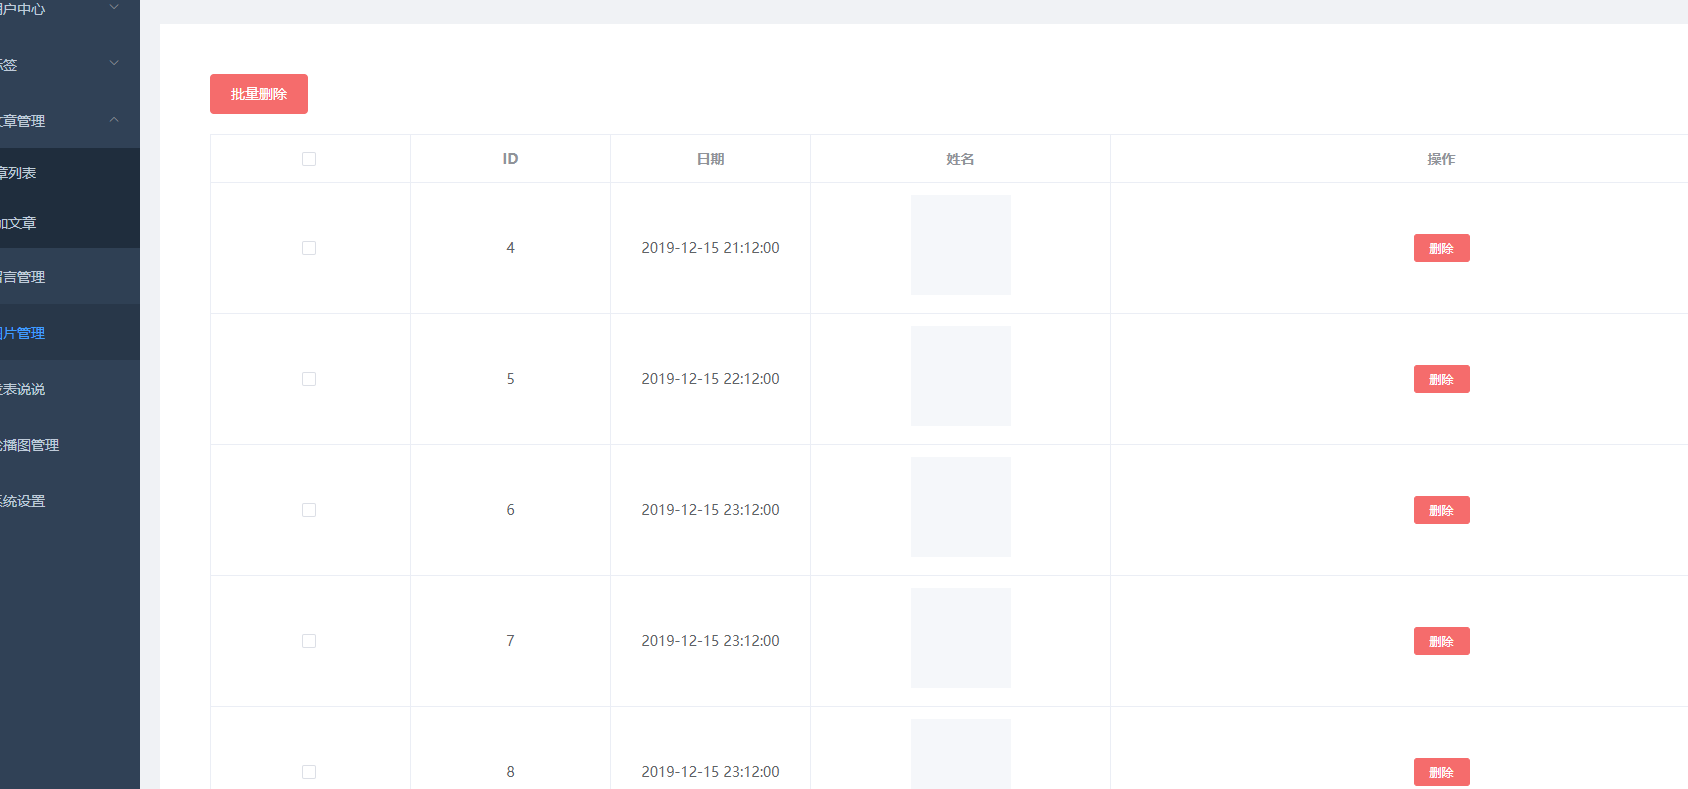 户中心
签
章管理
章列表
加文章
言管理
片管理
表说说
播图管理
统设置
批量删除
ID 日期 姓名 操作
4 2019-12-15 21:12:00 删除
5 2019-12-15 22:12:00 删除
6 2019-12-15 23:12:00 删除
7 2019-12-15 23:12:00 删除
8 2019-12-15 23:12:00 删除